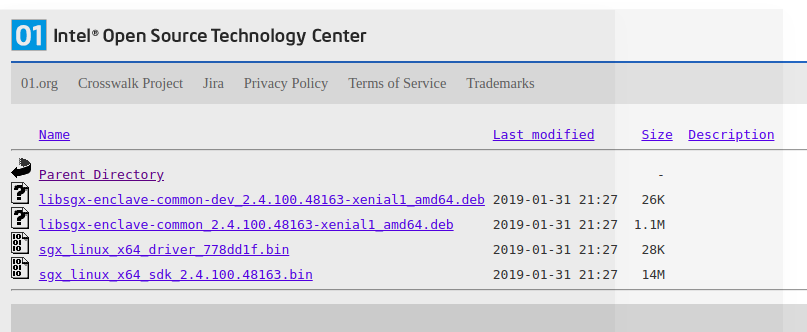 01 Intel® Open Source Technology Center
01.org Crosswalk Project Jira Privacy Policy Terms of Service Trademarks
Name Last modified Size Description
Parent Directory -
? libsgx-enclave-common-dev_2.4.100.48163-xenial1_amd64.deb 2019-01-31 21:27 26K
? libsgx-enclave-common_2.4.100.48163-xenial1_amd64.deb 2019-01-31 21:27 1.1M
sgx_linux_x64_driver_778dd1f.bin 2019-01-31 21:27 28K
sgx_linux_x64_sdk_2.4.100.48163.bin 2019-01-31 21:27 14M